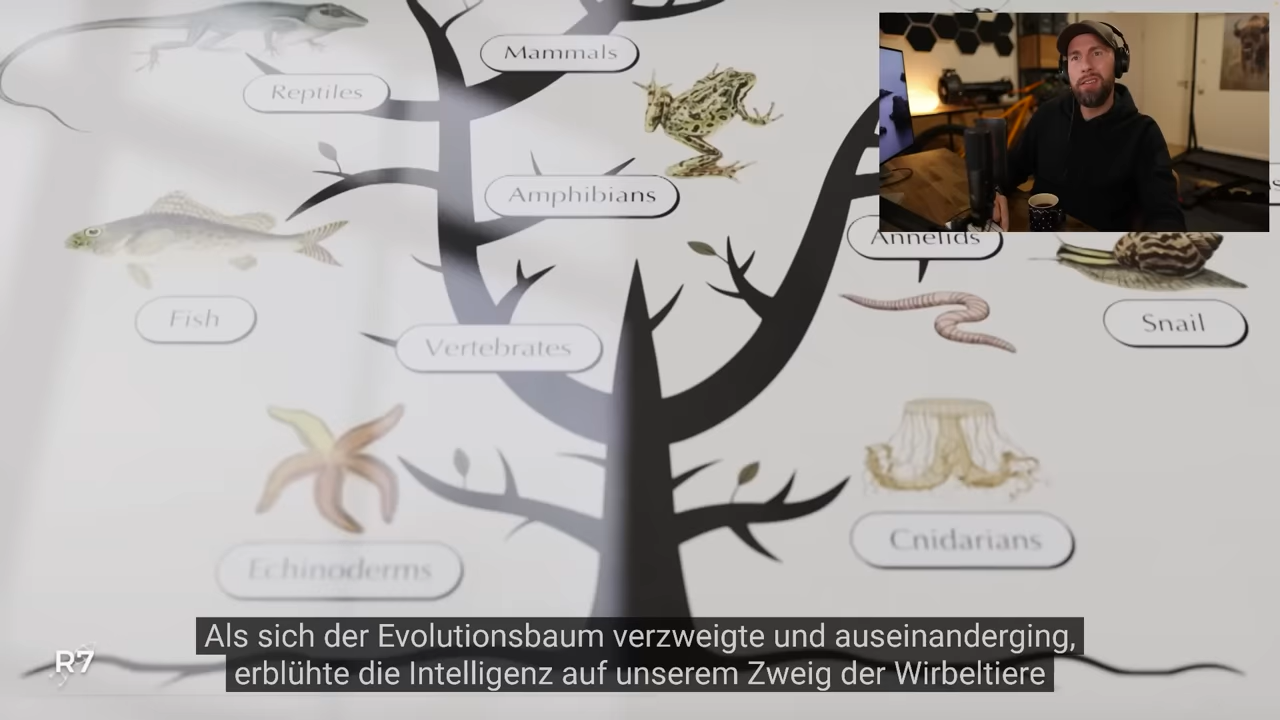 Mammals
Reptiles
Amphibians
Annelids
Fish
Snail
Vertebrates
Cnidarians
Echinoderms
Als sich der Evolutionsbaum verzweigte und auseinanderging,
erblühte die Intelligenz auf unserem Zweig der Wirbeltiere
R7